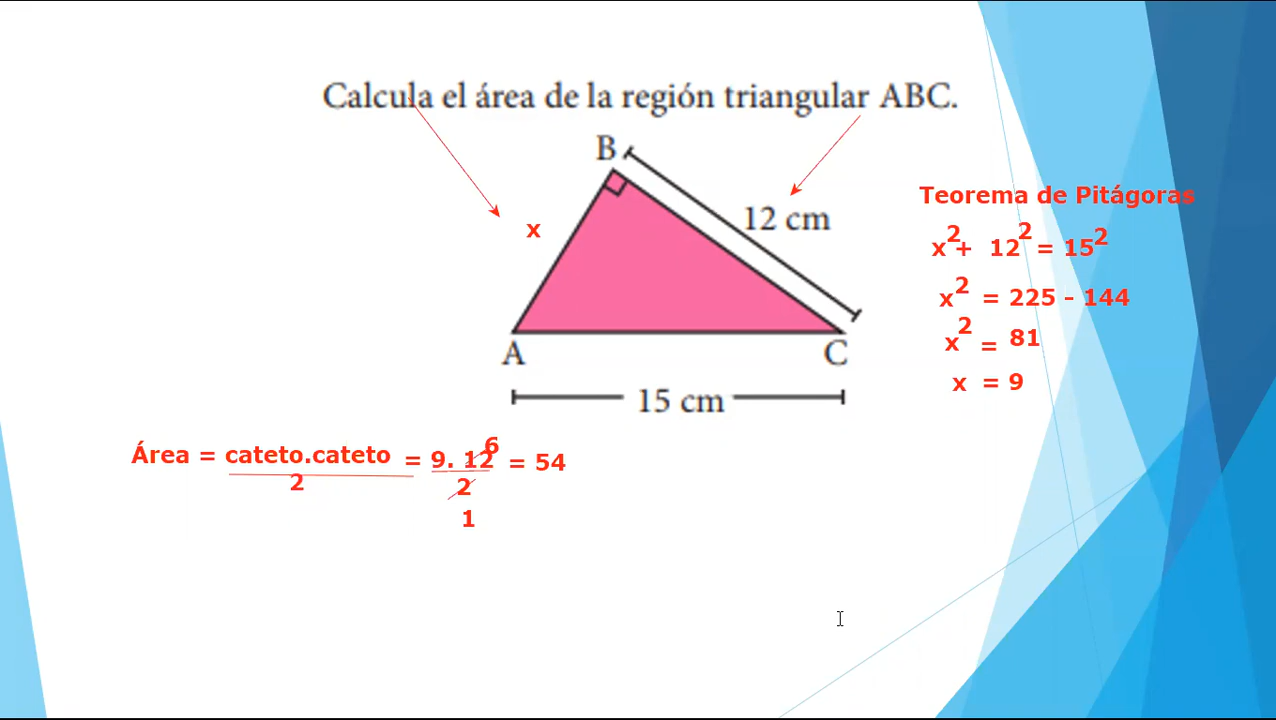 Calcula el área de la región triangular ABC.
B
12 cm
x
A
C
15 cm
Teorema de Pitágoras
x² + 12² = 15²
x² = 225 - 144
x² = 81
x = 9
Área = cateto.cateto = 9. 12 6 = 54
2 2
1